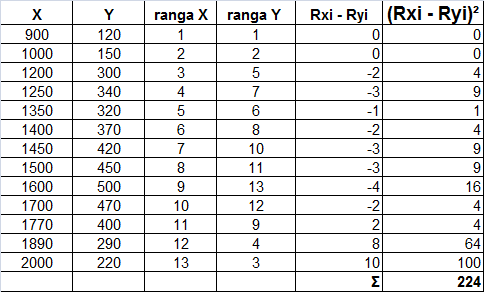 X Y ranga X ranga Y Rxi - Ryi (Rxi - Ryi)²
900 120 1 1 0 0
1000 150 2 2 0 0
1200 300 3 5 -2 4
1250 340 4 7 -3 9
1350 320 5 6 -1 1
1400 370 6 8 -2 4
1450 420 7 10 -3 9
1500 450 8 11 -3 9
1600 500 9 13 -4 16
1700 470 10 12 -2 4
1770 400 11 9 2 4
1890 290 12 4 8 64
2000 220 13 3 10 100
Σ 224